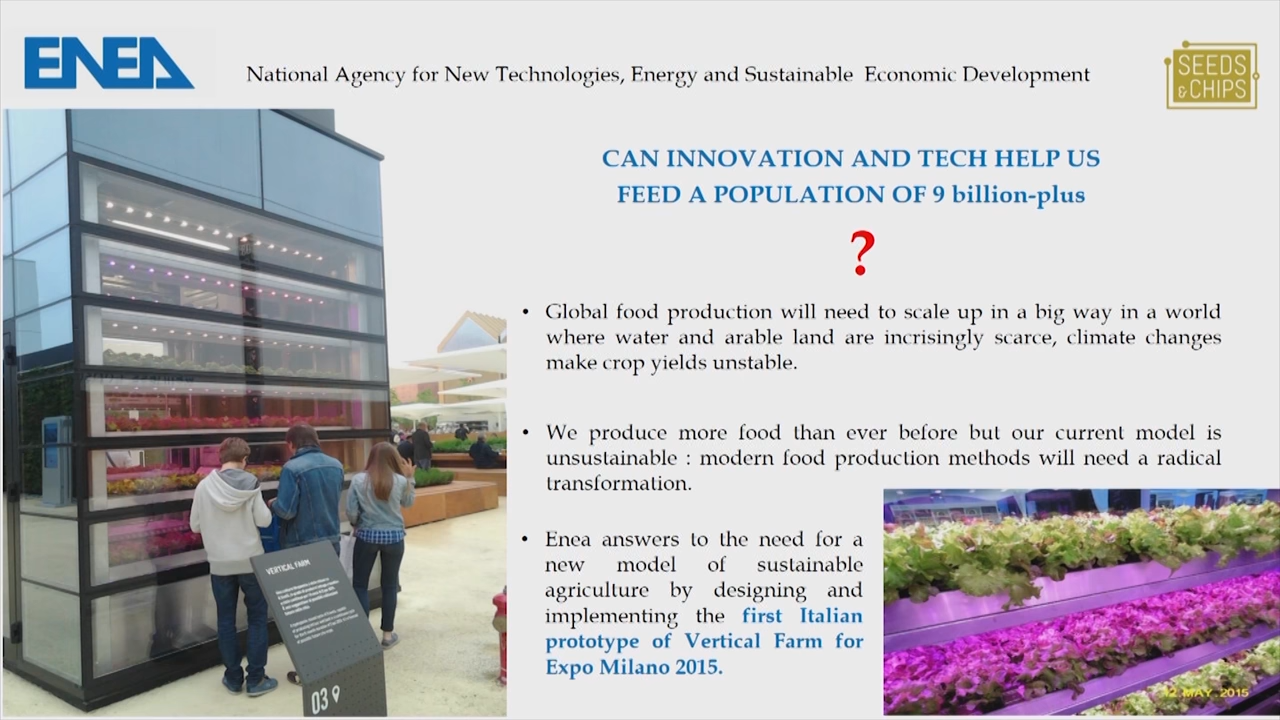 ENEA
National Agency for New Technologies, Energy and Sustainable Economic Development
SEEDS
& CHIPS
CAN INNOVATION AND TECH HELP US
FEED A POPULATION OF 9 billion-plus
?
• Global food production will need to scale up in a big way in a world
where water and arable land are incrisingly scarce, climate changes
make crop yields unstable.
• We produce more food than ever before but our current model is
unsustainable : modern food production methods will need a radical
transformation.
• Enea answers to the need for a
new model of sustainable
agriculture by designing and
implementing the first Italian
prototype of Vertical Farm for
Expo Milano 2015.
VERTICAL FARM
03
12 MAY 2015